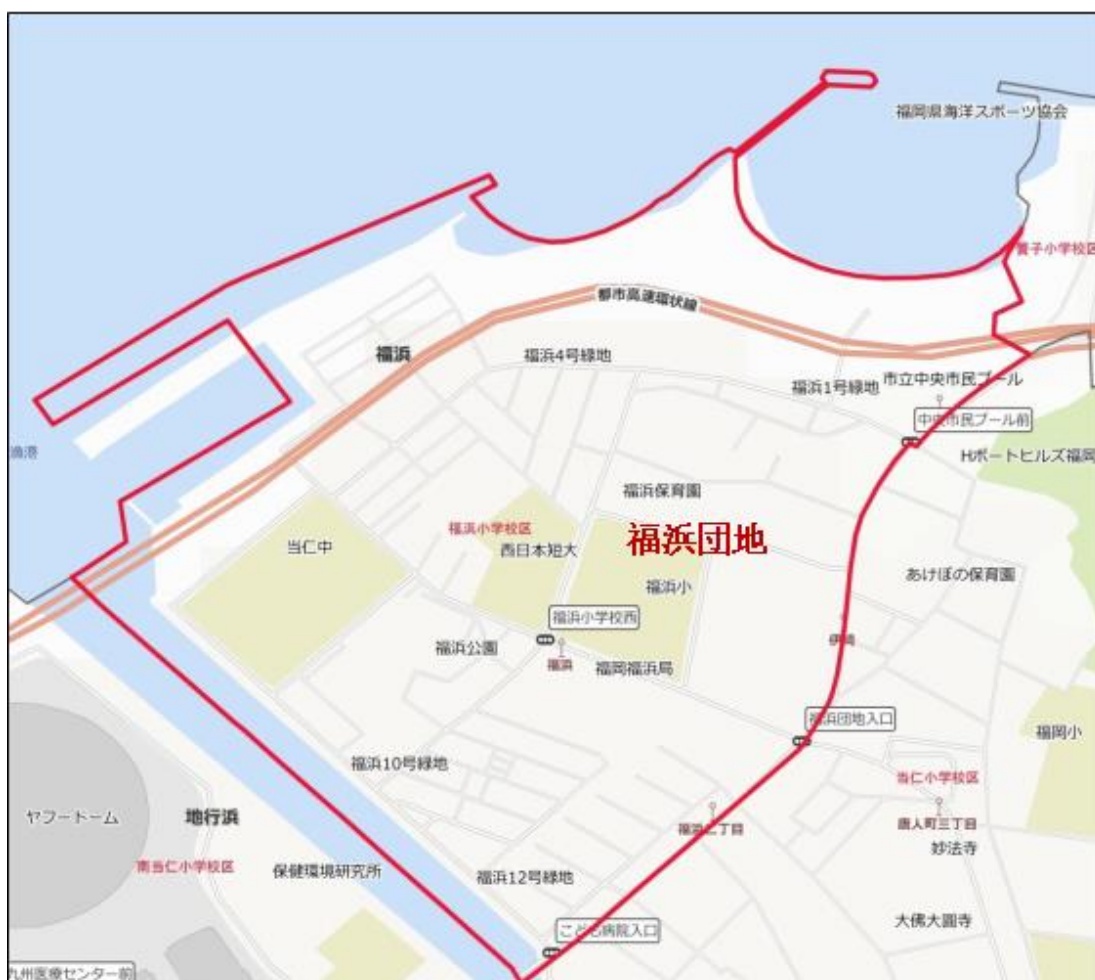 福岡県海洋スポーツ協会
簀子小学校区
都市高速環状線
福浜
福浜4号緑地
福浜1号緑地
市立中央市民プール
中央市民プール前
漁港
Hポートヒルズ福岡
福浜保育園
福浜小学校区
福浜団地
当仁中
西日本短大
あけぼの保育園
福浜小
福浜小学校西
伊崎
福浜公園
福浜
福岡福浜局
福浜団地入口
福岡小
福浜10号緑地
当仁小学校区
ヤフードーム
地行浜
福浜二丁目
唐人町三丁目
妙法寺
南当仁小学校区
保健環境研究所
福浜12号緑地
大佛大圓寺
こども病院入口
九州医療センター前